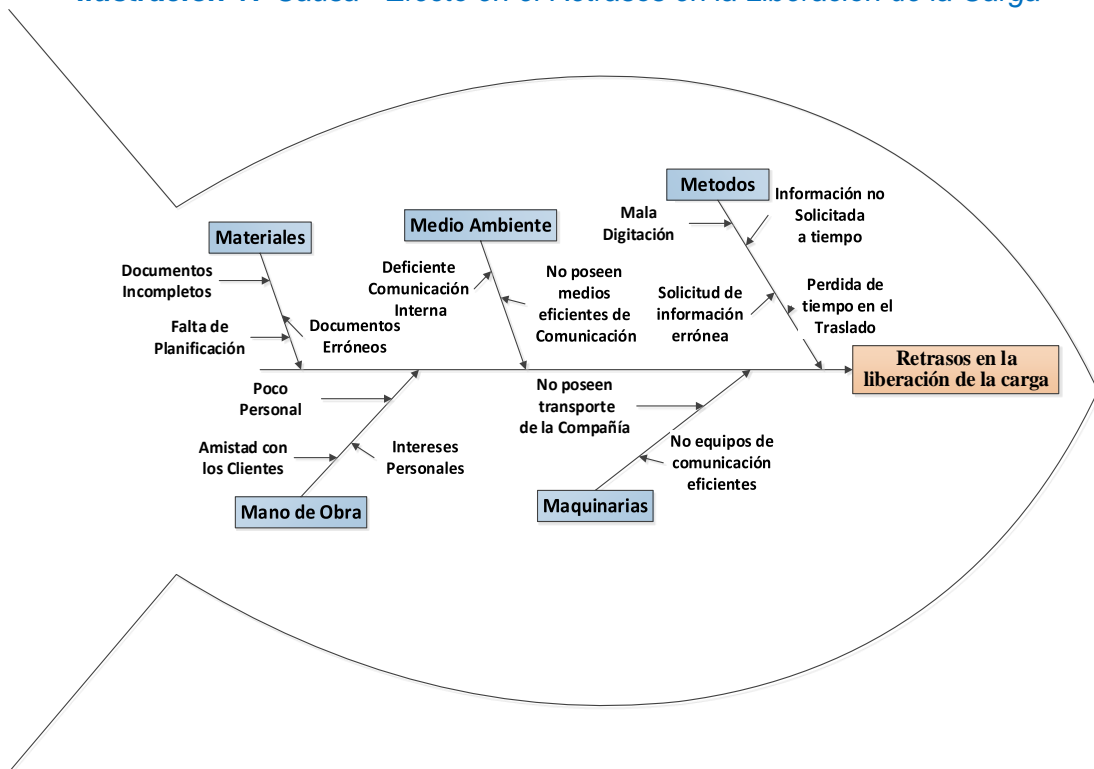 Ilustración 1. Causa - Efecto en el Retrasos en la Liberación de la Carga
Metodos
Información no
Solicitada
a tiempo
Mala
Digitación
Medio Ambiente
Materiales
Deficiente
Comunicación
Interna
No poseen
medios
eficientes de
Comunicación
Documentos
Incompletos
Solicitud de
información
errónea
Perdida de
tiempo en el
Traslado
Falta de
Planificación
Documentos
Erróneos
Retrasos en la
liberación de la carga
Poco
Personal
No poseen
transporte
de la Compañía
Amistad con
los Clientes
Intereses
Personales
No equipos de
comunicación
eficientes
Mano de Obra
Maquinarias